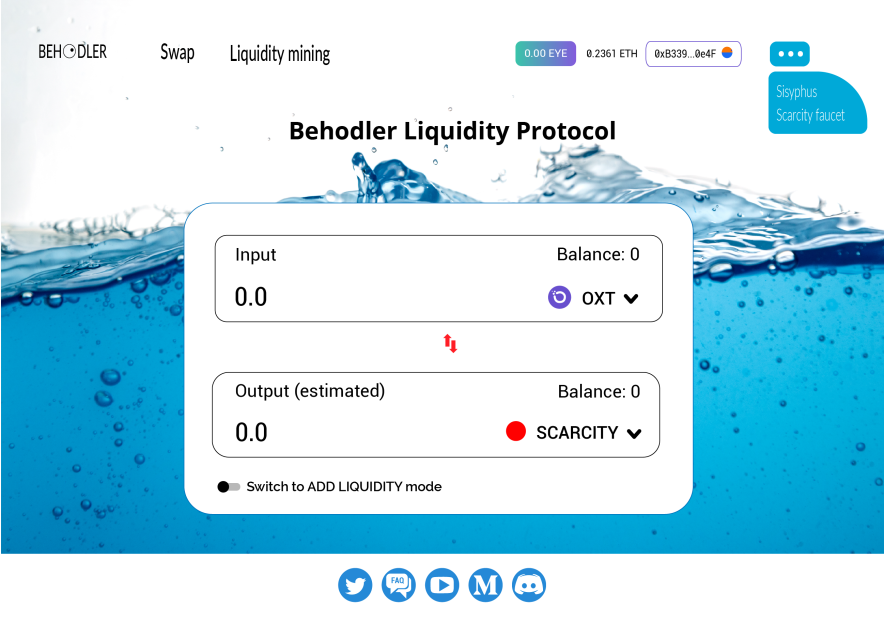 BEHODLER
Swap
Liquidity mining
0.00 EYE
0.2361 ETH
0xB339...0e4F
Sisyphus
Scarcity faucet
Behodler Liquidity Protocol
Input
Balance: 0
0.0
OXT
Output (estimated)
Balance: 0
0.0
SCARCITY
Switch to ADD LIQUIDITY mode
FAQ
M